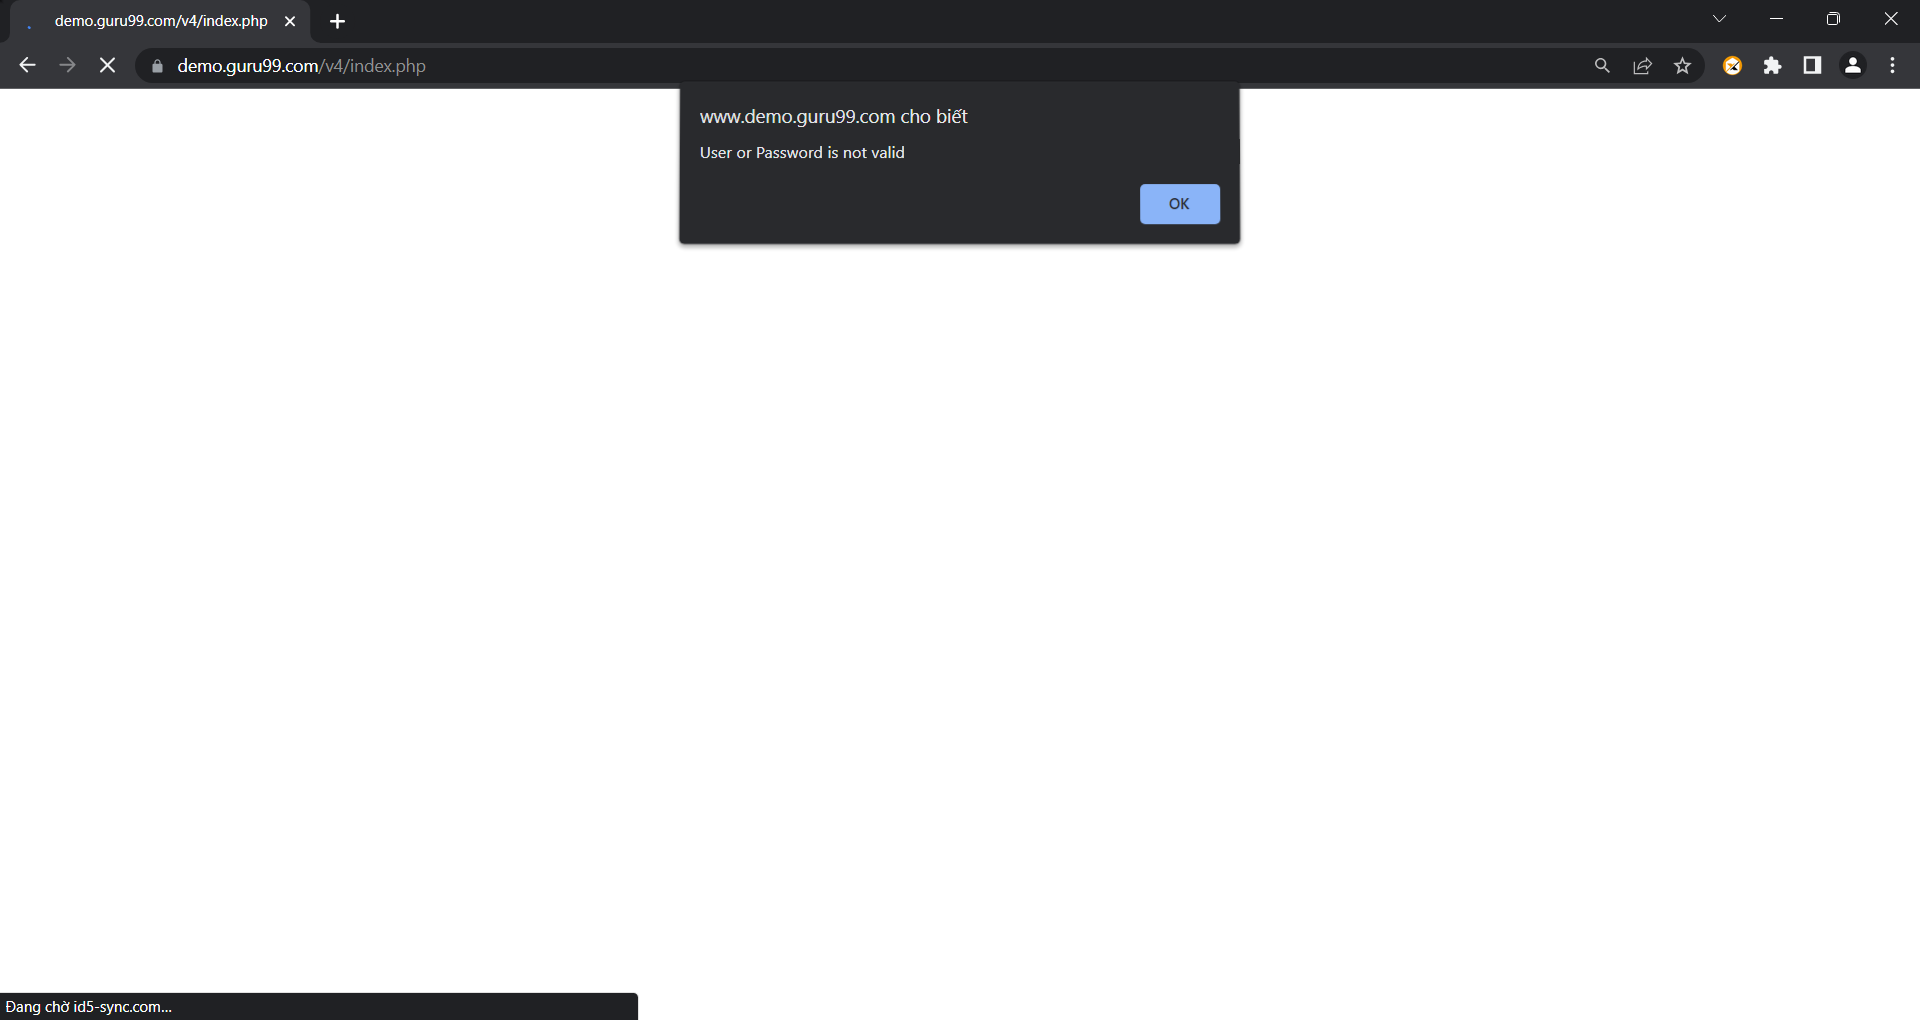 demo.guru99.com/v4/index.php
demo.guru99.com/v4/index.php
www.demo.guru99.com cho biết
User or Password is not valid
OK
Đang chờ id5-sync.com...